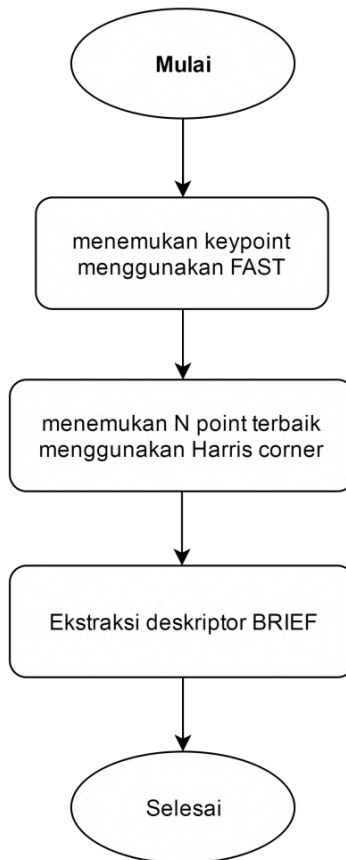 Mulai
menemukan keypoint
menggunakan FAST
menemukan N point terbaik
menggunakan Harris corner
Ekstraksi deskriptor BRIEF
Selesai